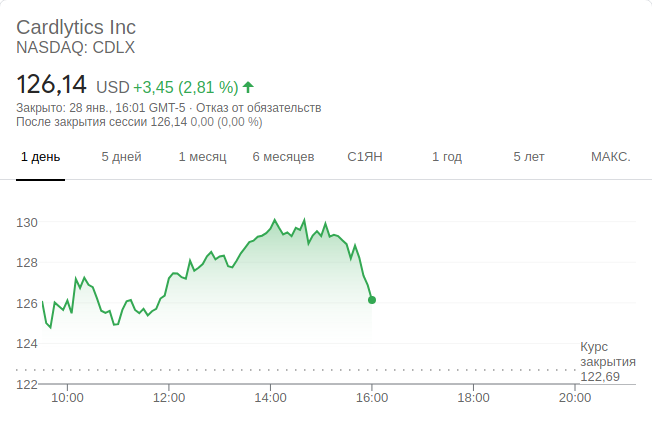 Cardlytics Inc
NASDAQ: CDLX
126,14 USD +3,45 (2,81 %)
Закрыто: 28 янв., 16:01 GMT-5 · Отказ от обязательств
После закрытия сессии 126,14 0,00 (0,00 %)
1 день 5 дней 1 месяц 6 месяцев С1ЯН 1 год 5 лет МАКС.
130
128
126
124
Курс
закрытия
122,69
122
10:00 12:00 14:00 16:00 18:00 20:00